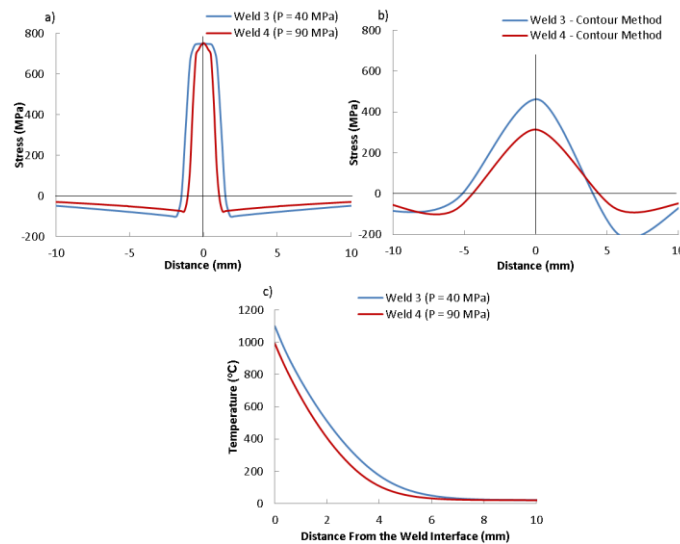 a)
Weld 3 (P = 40 MPa)
Weld 4 (P = 90 MPa)
800
600
400
200
0
-200
-10
-5
0
5
10
Stress (MPa)
Distance (mm)
b)
Weld 3 - Contour Method
Weld 4 - Contour Method
800
600
400
200
0
-200
-10
-5
0
5
10
Stress (MPa)
Distance (mm)
c)
Weld 3 (P = 40 MPa)
Weld 4 (P = 90 MPa)
1200
1000
800
600
400
200
0
0
2
4
6
8
10
Temperature (°C)
Distance From the Weld Interface (mm)